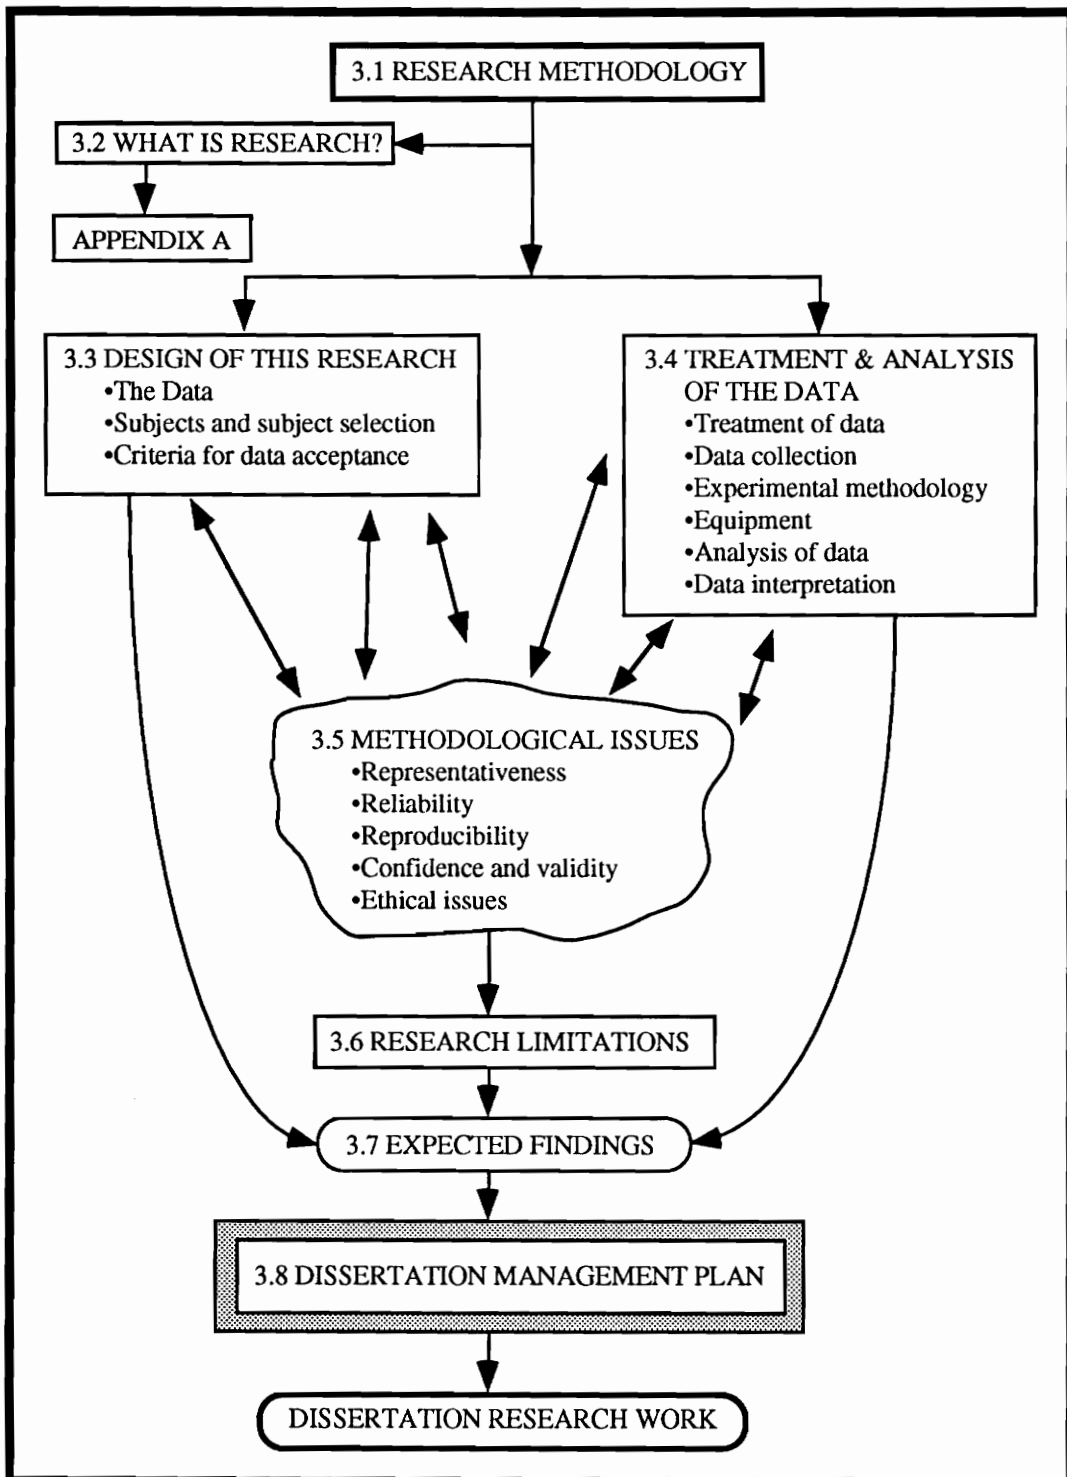 3.1 RESEARCH METHODOLOGY
3.2 WHAT IS RESEARCH?
APPENDIX A
3.3 DESIGN OF THIS RESEARCH
•The Data
•Subjects and subject selection
•Criteria for data acceptance
3.4 TREATMENT & ANALYSIS
OF THE DATA
•Treatment of data
•Data collection
•Experimental methodology
•Equipment
•Analysis of data
•Data interpretation
3.5 METHODOLOGICAL ISSUES
•Representativeness
•Reliability
•Reproducibility
•Confidence and validity
•Ethical issues
3.6 RESEARCH LIMITATIONS
3.7 EXPECTED FINDINGS
3.8 DISSERTATION MANAGEMENT PLAN
DISSERTATION RESEARCH WORK